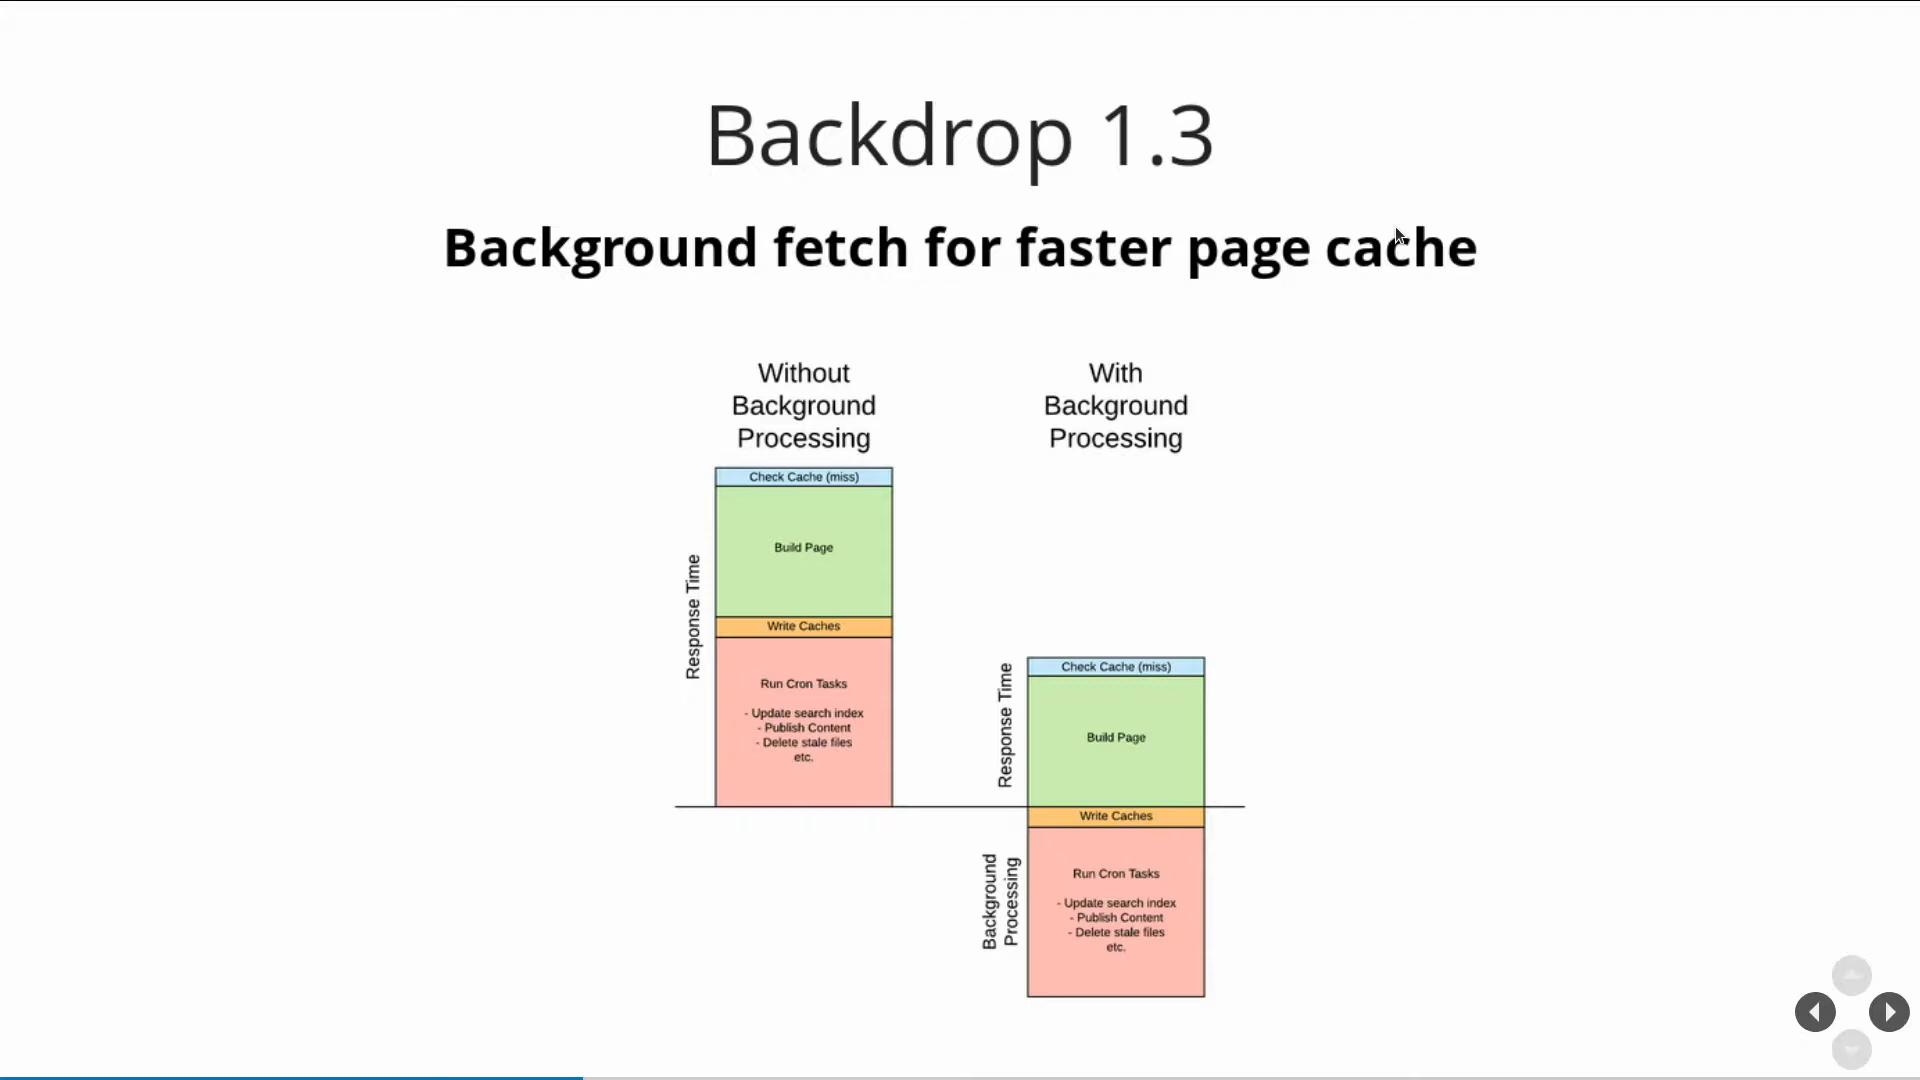 Backdrop 1.3
Background fetch for faster page cache
Without
Background
Processing
Check Cache (miss)
Build Page
Write Caches
Run Cron Tasks
- Update search index
- Publish Content
- Delete stale files
etc.
Response Time
With
Background
Processing
Check Cache (miss)
Build Page
Write Caches
Run Cron Tasks
- Update search index
- Publish Content
- Delete stale files
etc.
Response Time
Background
Processing